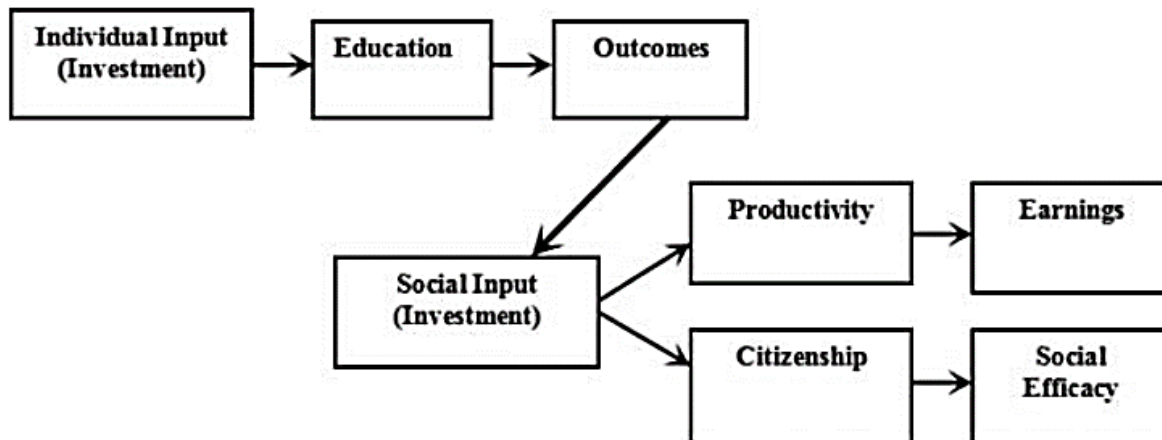 Individual Input
(Investment)
Education
Outcomes
Productivity
Earnings
Social Input
(Investment)
Citizenship
Social
Efficacy